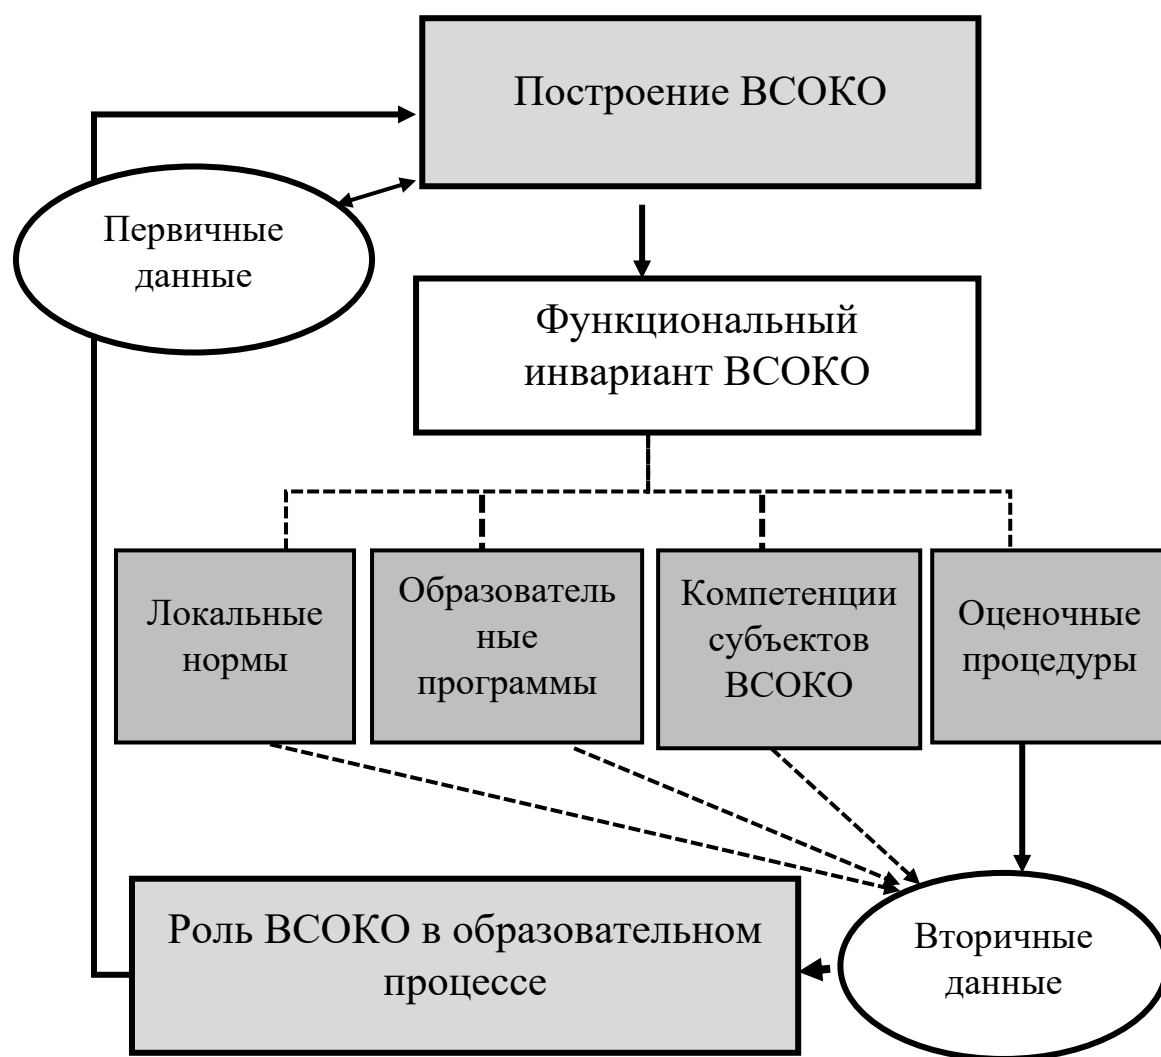 Построение ВСОКО
Первичные
данные
Функциональный
инвариант ВСОКО
Локальные
нормы
Образователь
ные
программы
Компетенции
субъектов
ВСОКО
Оценочные
процедуры
Роль ВСОКО в образовательном
процессе
Вторичные
данные